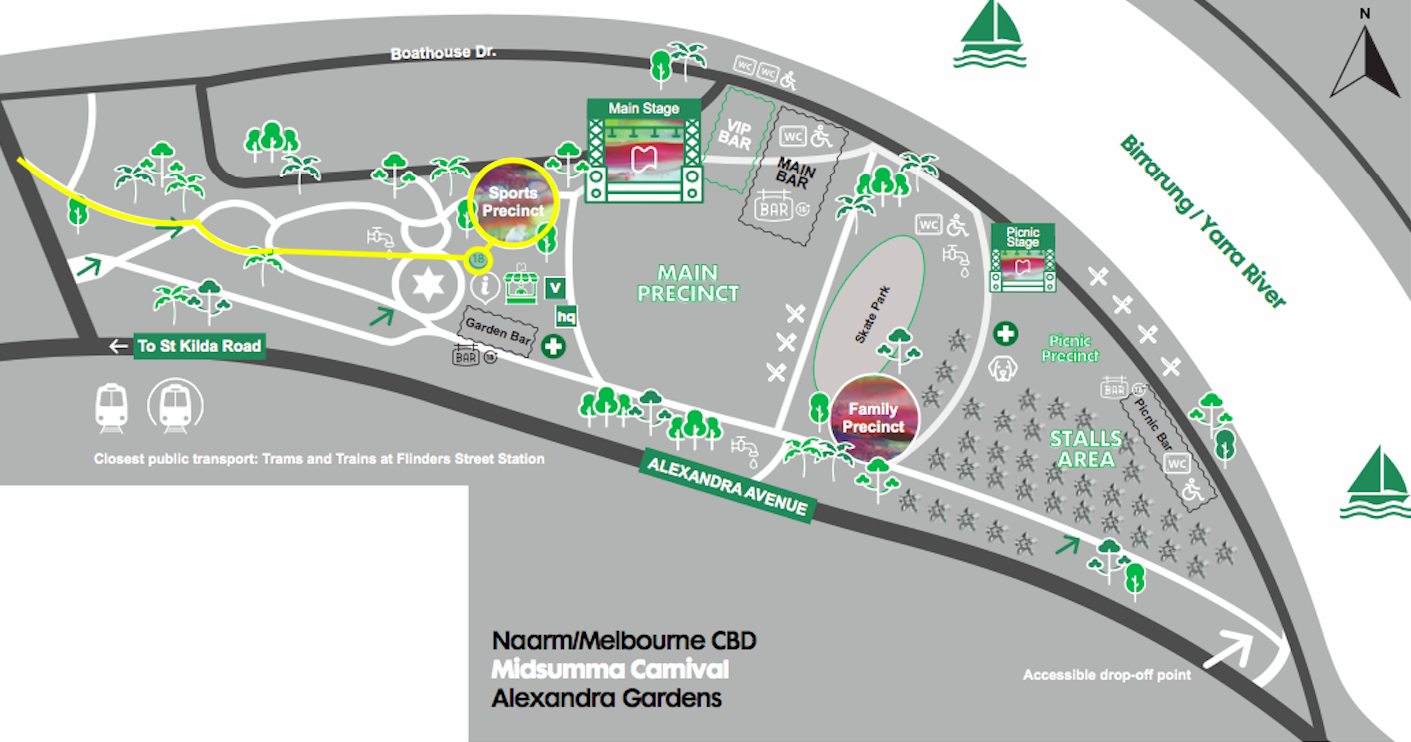 N
Boathouse Dr.
WC WC
Main Stage
VIP
BAR
WC
MAIN
BAR
BAR 18+
Birrarung / Yarra River
Sports
Precinct
18
WC
Picnic
Stage
MAIN
PRECINCT
i
V
hq
Skate Park
Garden Bar
BAR 18+
To St Kilda Road
Picnic
Precinct
BAR 18+
Picnic Bar
WC
Family
Precinct
STALLS
AREA
Closest public transport: Trams and Trains at Flinders Street Station
ALEXANDRA AVENUE
Naarm/Melbourne CBD
Midsumma Carnival
Alexandra Gardens
Accessible drop-off point